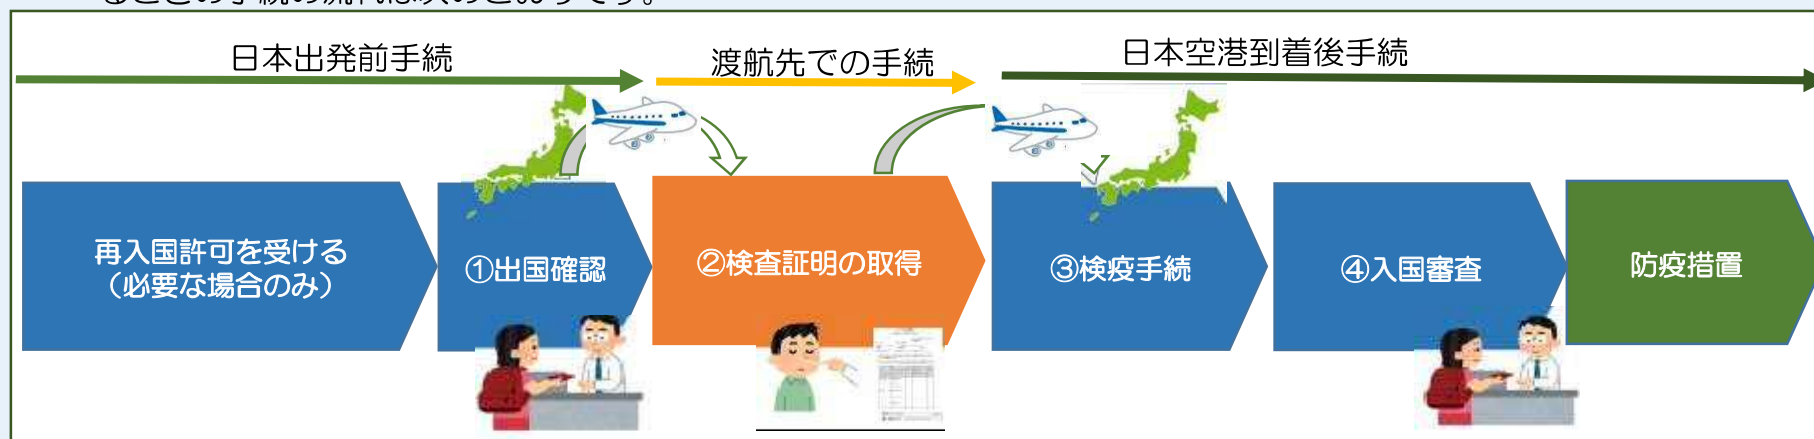 日本出発前手続
渡航先での手続
日本空港到着後手続
再入国許可を受ける
（必要な場合のみ）
①出国確認
②検査証明の取得
③検疫手続
④入国審査
防疫措置